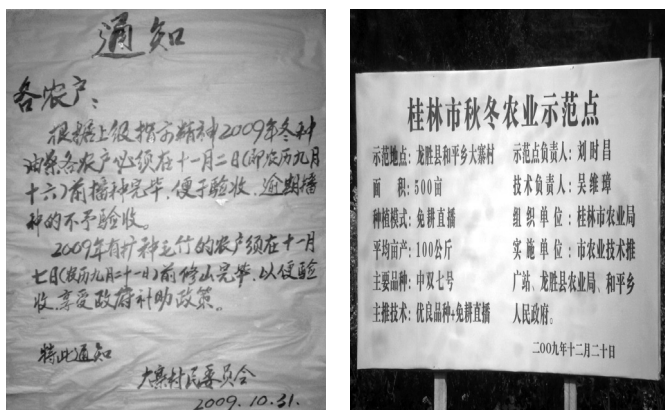 通知
各农户：
根据上级指示精神2009年冬种
油菜各农户必须在十一月二日(即农历九月
十六)前播种完毕，便于验收，逾期播
种的不予验收。
2009年有扩种毛竹的农户须在十一月
七日(农历九月二十一日)前修山完毕，以便验
收，享受政府补助政策。
特此通知
大寨村民委员会
2009.10.31.
桂林市秋冬农业示范点
示范地点：龙胜县和平乡大寨村
面 积：500亩
种植模式：免耕直播
平均亩产：100公斤
主要品种：中双七号
主推技术：优良品种+免耕直播
示范点负责人：刘时昌
技术负责人：吴维璋
组织单位：桂林市农业局
实施单位：市农业技术推
广站、龙胜县农业局、和平乡
人民政府。
二00九年十二月二十日